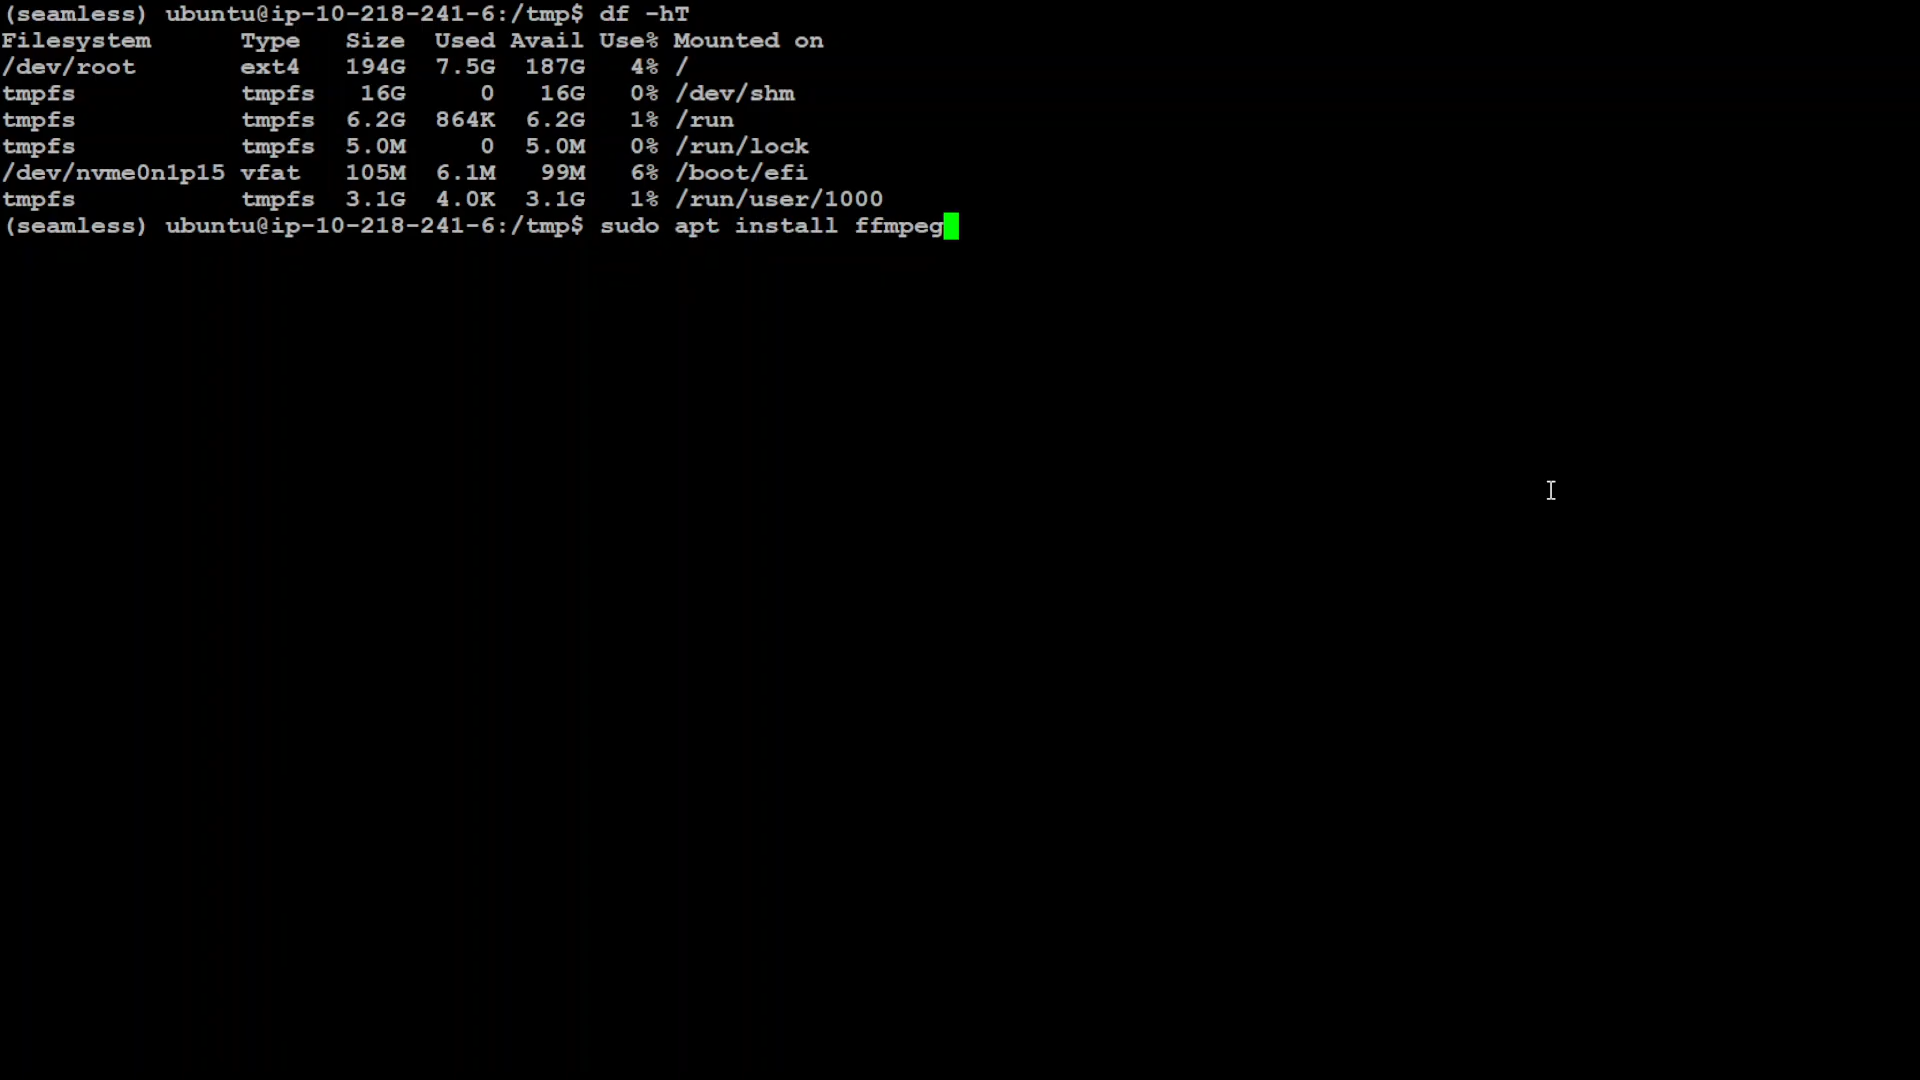 (seamless) ubuntu@ip-10-218-241-6:/tmp$ df -hT
Filesystem      Type   Size  Used Avail Use% Mounted on
/dev/root       ext4   194G  7.5G  187G   4% /
tmpfs           tmpfs   16G     0   16G   0% /dev/shm
tmpfs           tmpfs  6.2G  864K  6.2G   1% /run
tmpfs           tmpfs  5.0M     0  5.0M   0% /run/lock
/dev/nvme0n1p15 vfat   105M  6.1M   99M   6% /boot/efi
tmpfs           tmpfs  3.1G  4.0K  3.1G   1% /run/user/1000
(seamless) ubuntu@ip-10-218-241-6:/tmp$ sudo apt install ffmpeg